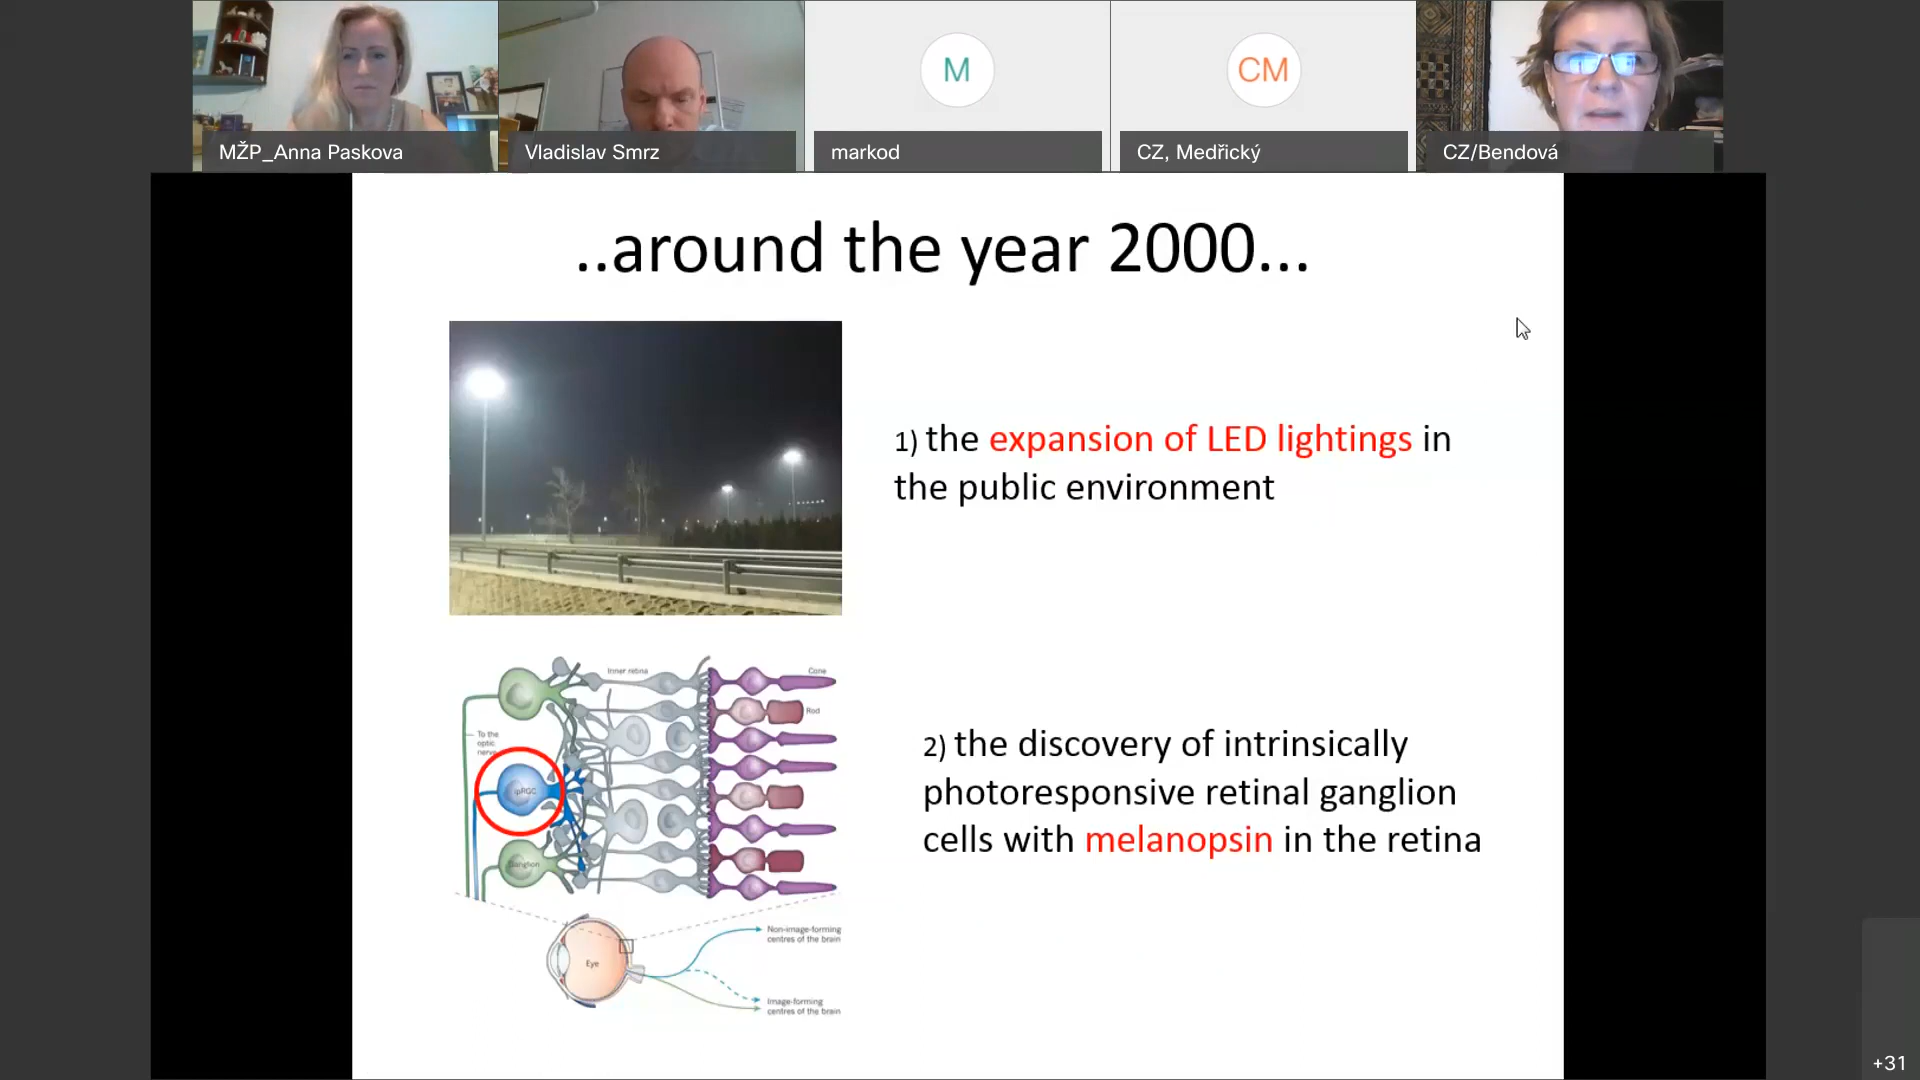 MŽP_Anna Paskova
Vladislav Smrz
M
markod
CM
CZ, Medřický
CZ/Bendová
..around the year 2000...
1) the expansion of LED lightings in
the public environment
Inner retina
Cone
Rod
To the
optic
nerve
ipRGC
Ganglion
2) the discovery of intrinsically
photoresponsive retinal ganglion
cells with melanopsin in the retina
Eye
Non-image-forming
centres of the brain
Image-forming
centres of the brain
+31